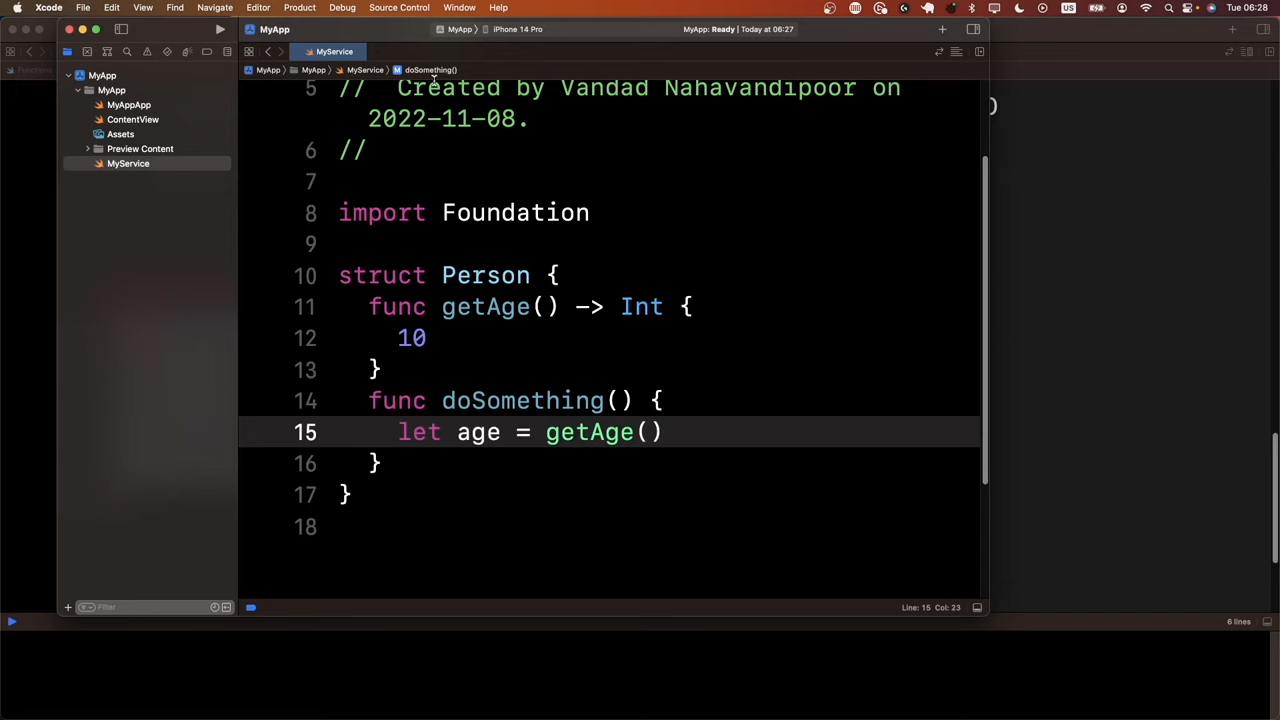 Xcode File Edit View Find Navigate Editor Product Debug Source Control Window Help US Tue 06:28
MyApp MyApp iPhone 14 Pro MyApp: Ready | Today at 06:27
MyService
MyApp MyApp MyService M doSomething()
Functions
MyApp
MyApp
MyAppApp
ContentView
Assets
Preview Content
MyService
5 // Created by Vandad Nahavandipoor on
2022-11-08.
6 //
7
8 import Foundation
9
10 struct Person {
11 func getAge() -> Int {
12 10
13 }
14 func doSomething() {
15 let age = getAge()
16 }
17 }
18
Filter
Line: 15 Col: 23
6 lines